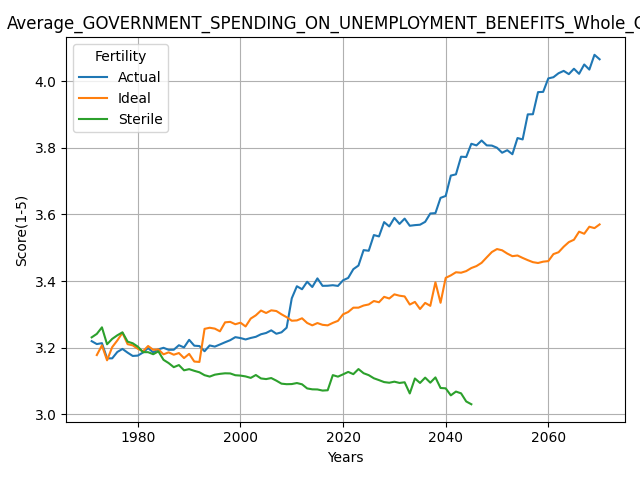 Average_GOVERNMENT_SPENDING_ON_UNEMPLOYMENT_BENEFITS_Whole_
Fertility
Actual
Ideal
Sterile
4.0
3.8
3.6
3.4
3.2
3.0
Score(1-5)
1980 2000 2020 2040 2060
Years